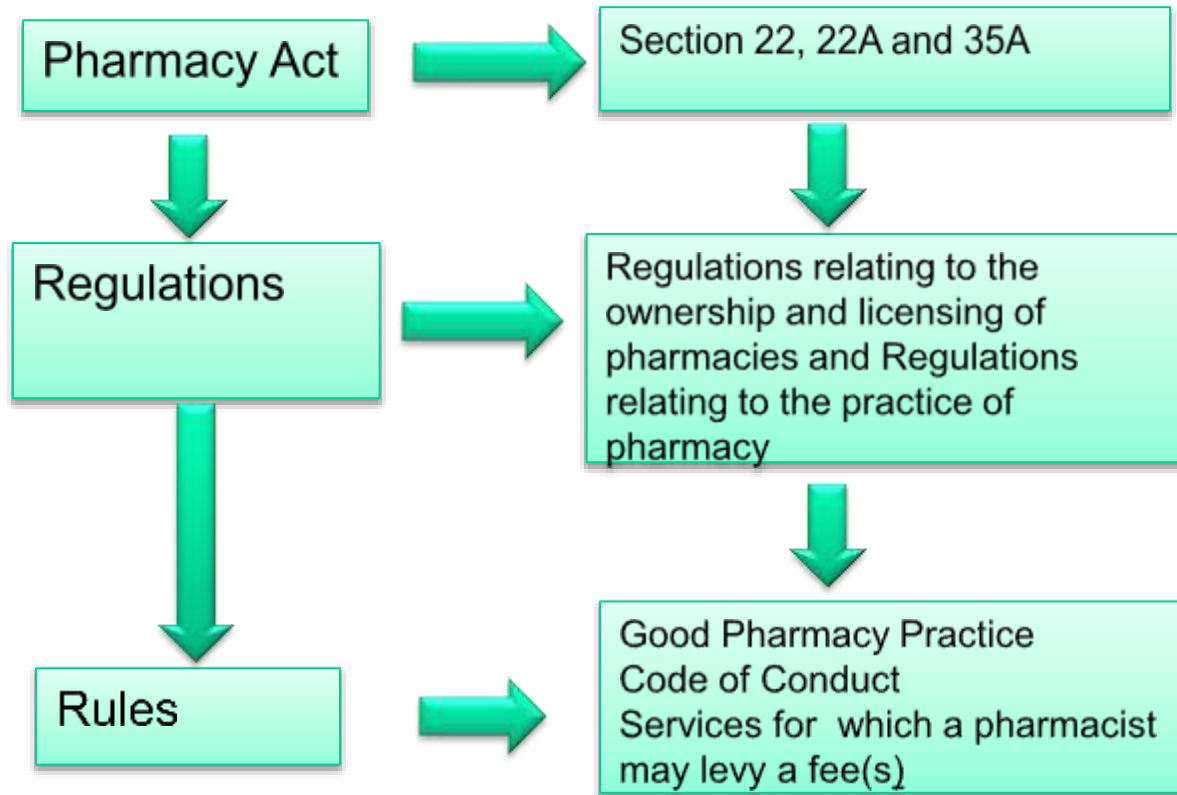 Pharmacy Act
Section 22, 22A and 35A
Regulations
Regulations relating to the
ownership and licensing of
pharmacies and Regulations
relating to the practice of
pharmacy
Rules
Good Pharmacy Practice
Code of Conduct
Services for  which a pharmacist
may levy a fee(s)